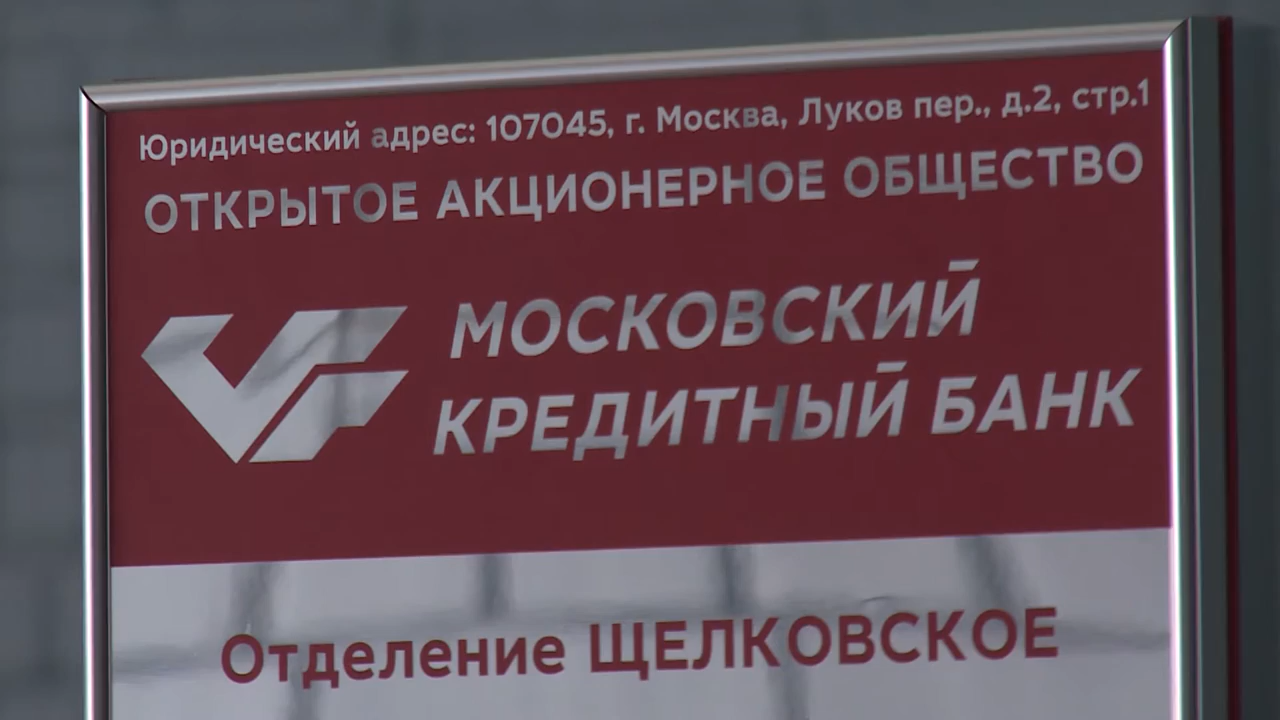 Юридический адрес: 107045, г. Москва, Луков пер., д.2, стр.1
ОТКРЫТОЕ АКЦИОНЕРНОЕ ОБЩЕСТВО
МОСКОВСКИЙ
КРЕДИТНЫЙ БАНК
Отделение ЩЕЛКОВСКОЕ